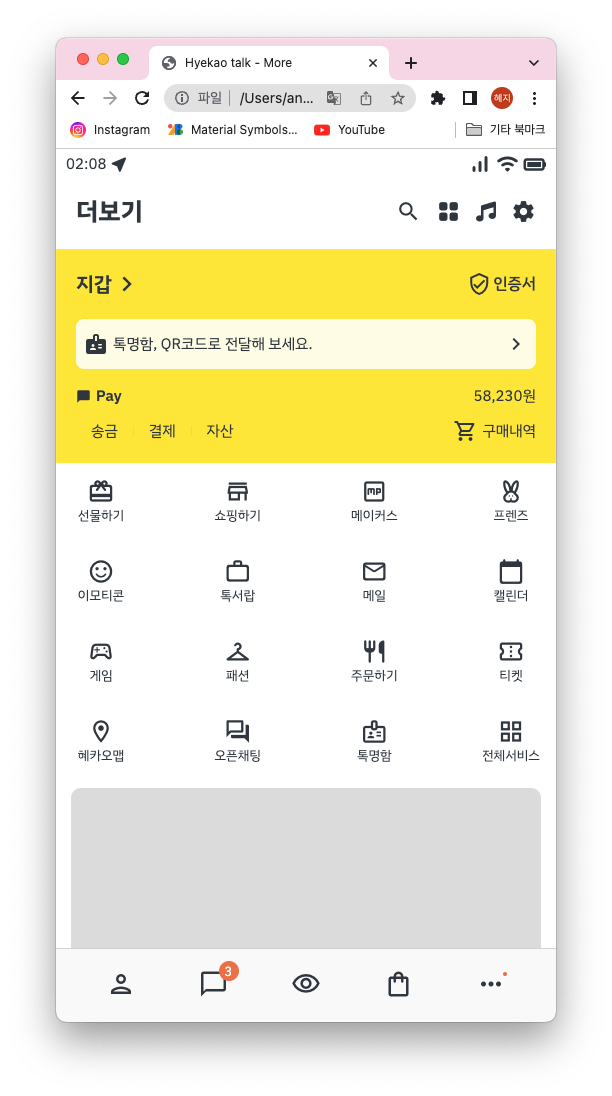 Hyekao talk - More
파일 /Users/an... 혜지
Instagram Material Symbols... YouTube 기타 북마크
02:08
더보기
지갑 인증서
톡명함, QR코드로 전달해 보세요.
Pay 58,230원
송금 결제 자산 구매내역
MP
선물하기 쇼핑하기 메이커스 프렌즈
이모티콘 톡서랍 메일 캘린더
게임 패션 주문하기 티켓
헤카오맵 오픈채팅 톡명함 전체서비스
3